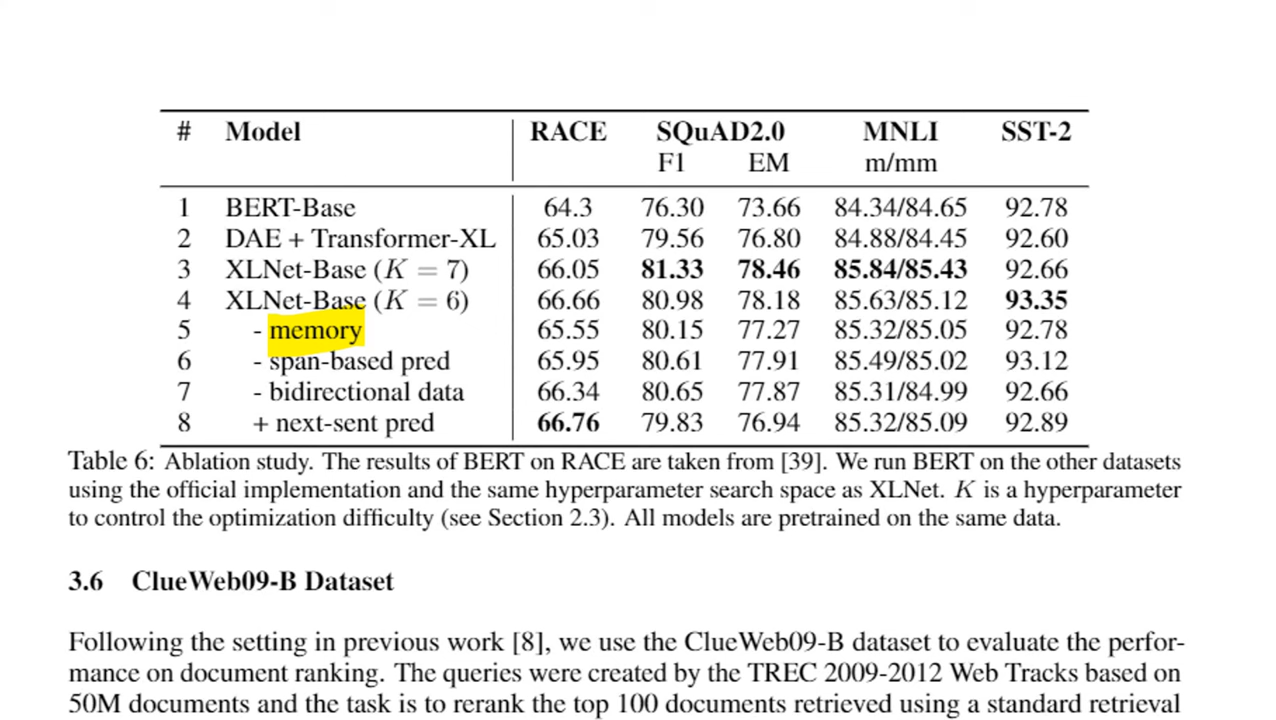 # Model RACE SQuAD2.0 MNLI SST-2
F1 EM m/mm
1 BERT-Base 64.3 76.30 73.66 84.34/84.65 92.78
2 DAE + Transformer-XL 65.03 79.56 76.80 84.88/84.45 92.60
3 XLNet-Base (K = 7) 66.05 81.33 78.46 85.84/85.43 92.66
4 XLNet-Base (K = 6) 66.66 80.98 78.18 85.63/85.12 93.35
5 - memory 65.55 80.15 77.27 85.32/85.05 92.78
6 - span-based pred 65.95 80.61 77.91 85.49/85.02 93.12
7 - bidirectional data 66.34 80.65 77.87 85.31/84.99 92.66
8 + next-sent pred 66.76 79.83 76.94 85.32/85.09 92.89
Table 6: Ablation study. The results of BERT on RACE are taken from [39]. We run BERT on the other datasets
using the official implementation and the same hyperparameter search space as XLNet. K is a hyperparameter
to control the optimization difficulty (see Section 2.3). All models are pretrained on the same data.
3.6 ClueWeb09-B Dataset
Following the setting in previous work [8], we use the ClueWeb09-B dataset to evaluate the perfor-
mance on document ranking. The queries were created by the TREC 2009-2012 Web Tracks based on
50M documents and the task is to rerank the top 100 documents retrieved using a standard retrieval